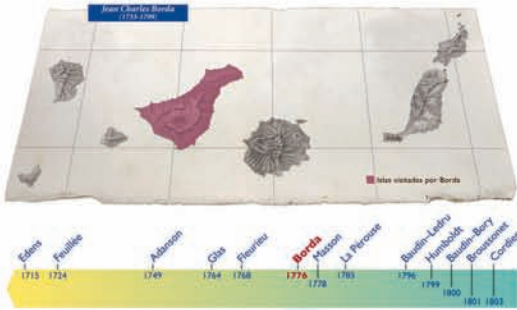 Jean Charles Borda
(1733-1799)
Islas visitadas por Borda
Edens
1715
Feuillée
1724
Adanson
1749
Glas
1764
Fleurieu
1768
Borda
1776
Masson
1778
La Pérouse
1785
Baudin-Ledru
1796
Humboldt
1799
Baudin-Bory
1800
Broussonet
1801
Cordier
1803